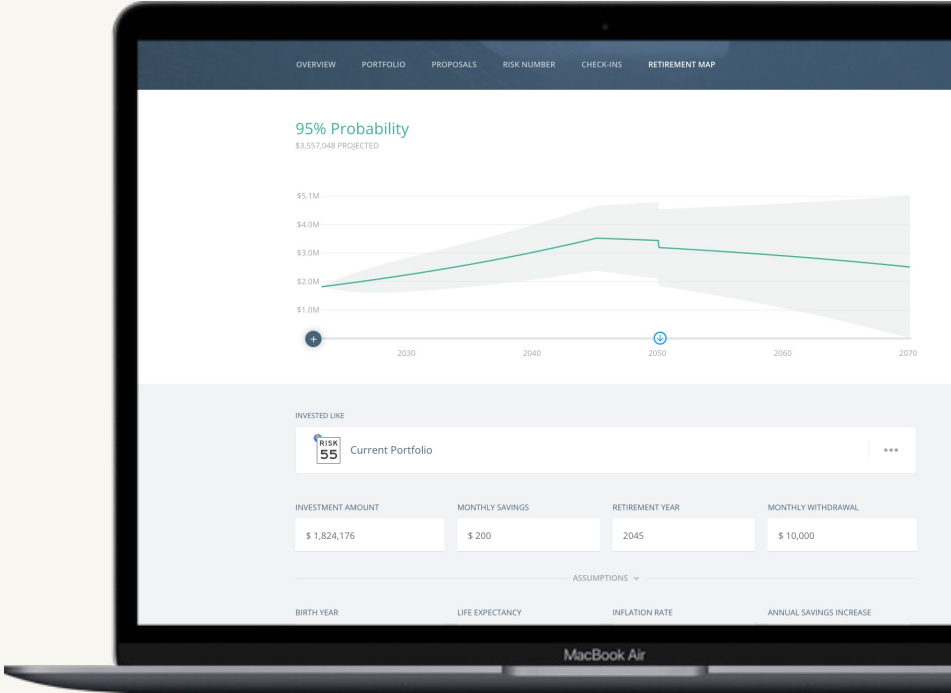 OVERVIEW PORTFOLIO PROPOSALS RISK NUMBER CHECK-INS RETIREMENT MAP
95% Probability
$3,557,048 PROJECTED
$5.1M
$4.0M
$3.0M
$2.0M
$1.0M
2030 2040 2050 2060 2070
INVESTED LIKE
RISK
55
Current Portfolio
INVESTMENT AMOUNT MONTHLY SAVINGS RETIREMENT YEAR MONTHLY WITHDRAWAL
$ 1,824,176 $ 200 2045 $ 10,000
ASSUMPTIONS
BIRTH YEAR LIFE EXPECTANCY INFLATION RATE ANNUAL SAVINGS INCREASE
MacBook Air